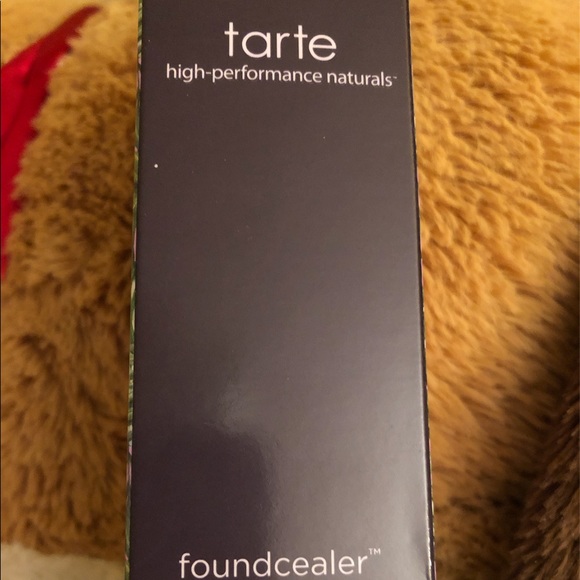 tarte
high-performance naturals™
foundcealer™